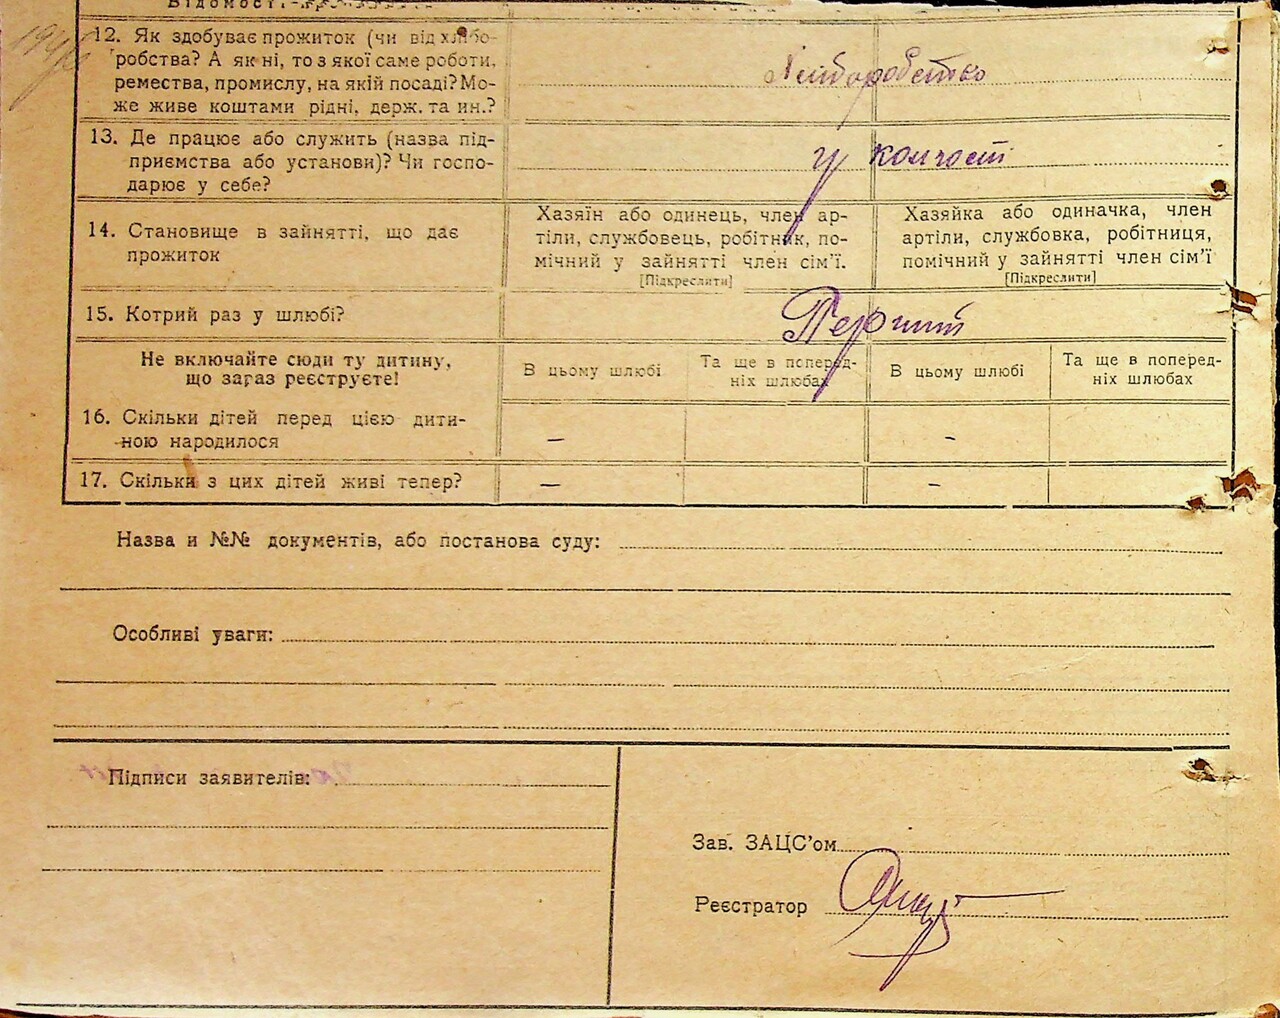 Відомості
12. Як здобуває прожиток (чи від хлібо-
робства? А як ні, то з якої саме роботи,
ремества, промислу, на якій посаді? Мо-
же живе коштами рідні, держ. та ин.?
13. Де працює або служить (назва під-
приємства або установи)? Чи госпо-
дарює у себе?
у колгості
14. Становище в зайнятті, що дає
прожиток
Хазяїн або одинець, член ар-
тіли, службовець, робітник, по-
мічний у зайнятті член сім'ї.
[Підкреслити]
Хазяйка або одиначка, член
артіли, службовка, робітниця,
помічний у зайнятті член сім'ї
[Підкреслити]
15. Котрий раз у шлюбі?
Перший
Не включайте сюди ту дитину,
що зараз реєструєте!
В цьому шлюбі
Та ще в поперед-
ніх шлюбах
В цьому шлюбі
Та ще в поперед-
ніх шлюбах
16. Скільки дітей перед цією дити-
ною народилося
– –
17. Скільки з цих дітей живі тепер?
– –
Назва и №№ документів, або постанова суду:
Особливі уваги:
Підписи заявителів:
Зав. ЗАЦС'ом
Реєстратор